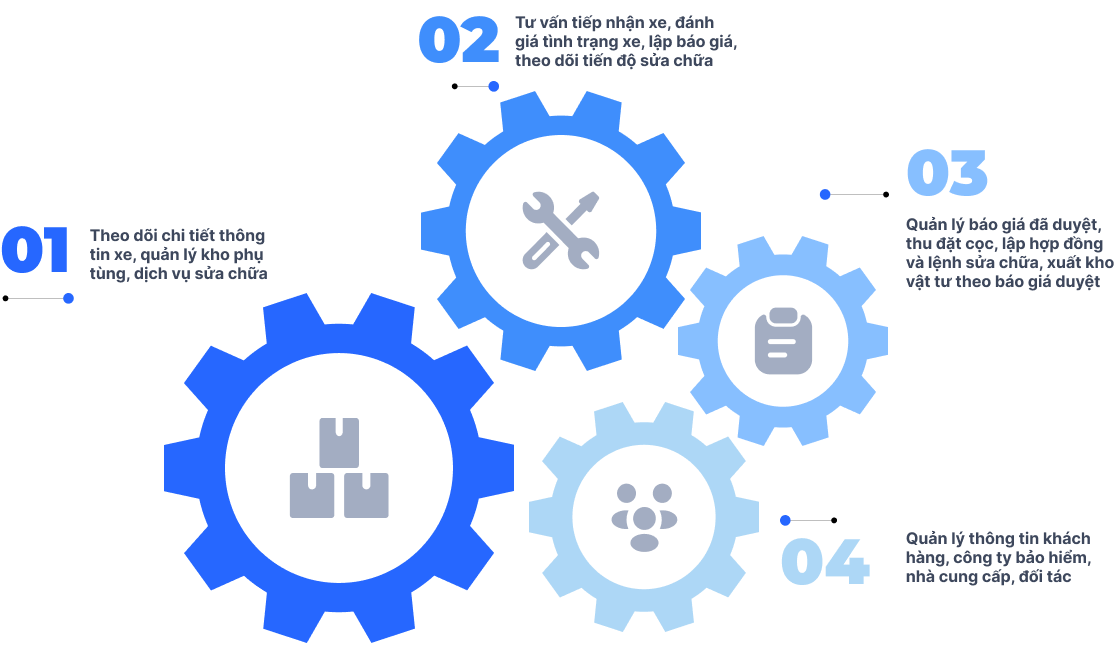 01
Theo dõi chi tiết thông
tin xe, quản lý kho phụ
tùng, dịch vụ sửa chữa
02
Tư vấn tiếp nhận xe, đánh
giá tình trạng xe, lập báo giá,
theo dõi tiến độ sửa chữa
03
Quản lý báo giá đã duyệt,
thu đặt cọc, lập hợp đồng
và lệnh sửa chữa, xuất kho
vật tư theo báo giá duyệt
04
Quản lý thông tin khách
hàng, công ty bảo hiểm,
nhà cung cấp, đối tác